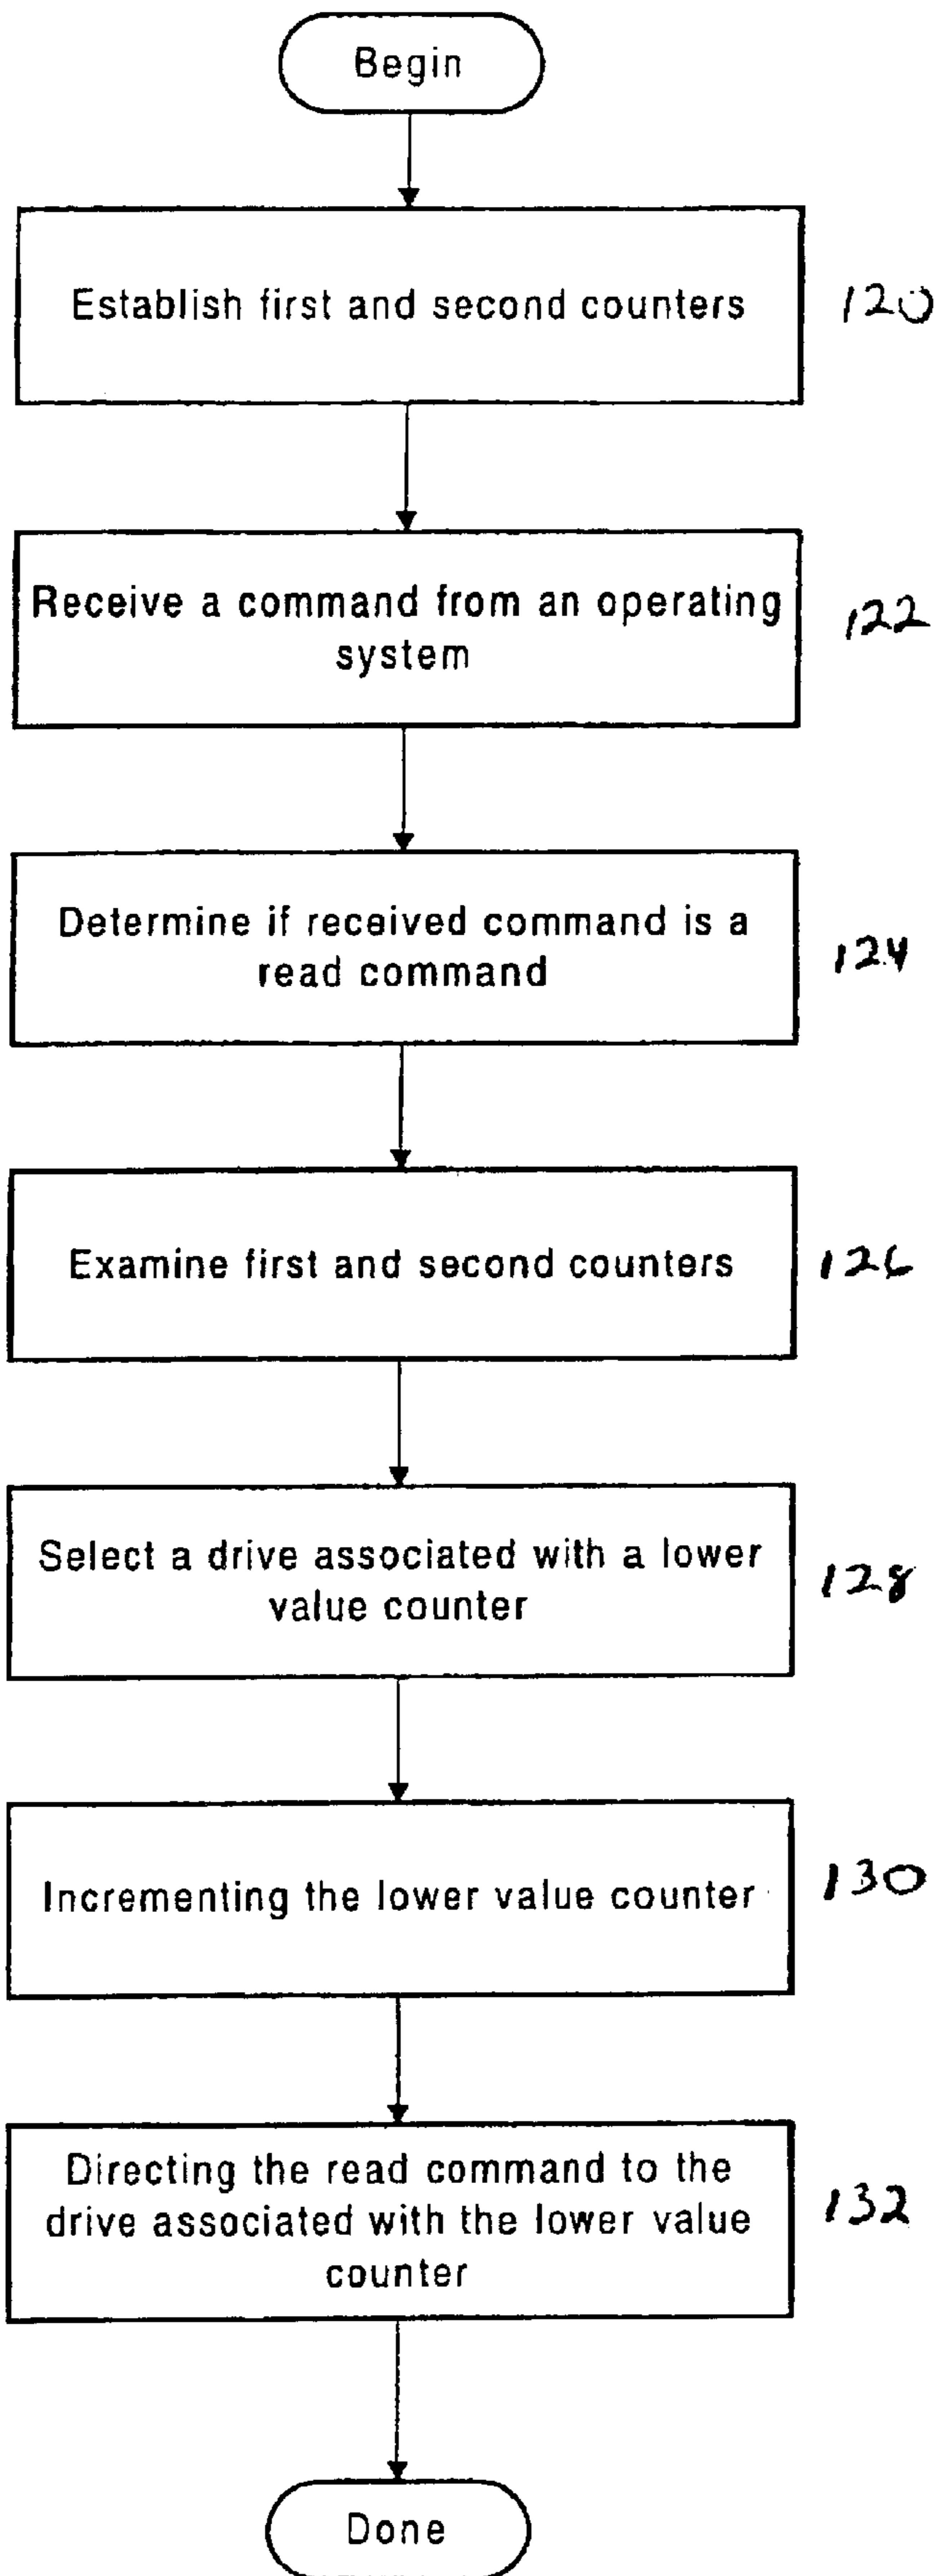 Begin
Establish first and second counters
120
Receive a command from an operating
system
122
Determine if received command is a
read command
124
Examine first and second counters
126
Select a drive associated with a lower
value counter
128
Incrementing the lower value counter
130
Directing the read command to the
drive associated with the lower value
counter
132
Done